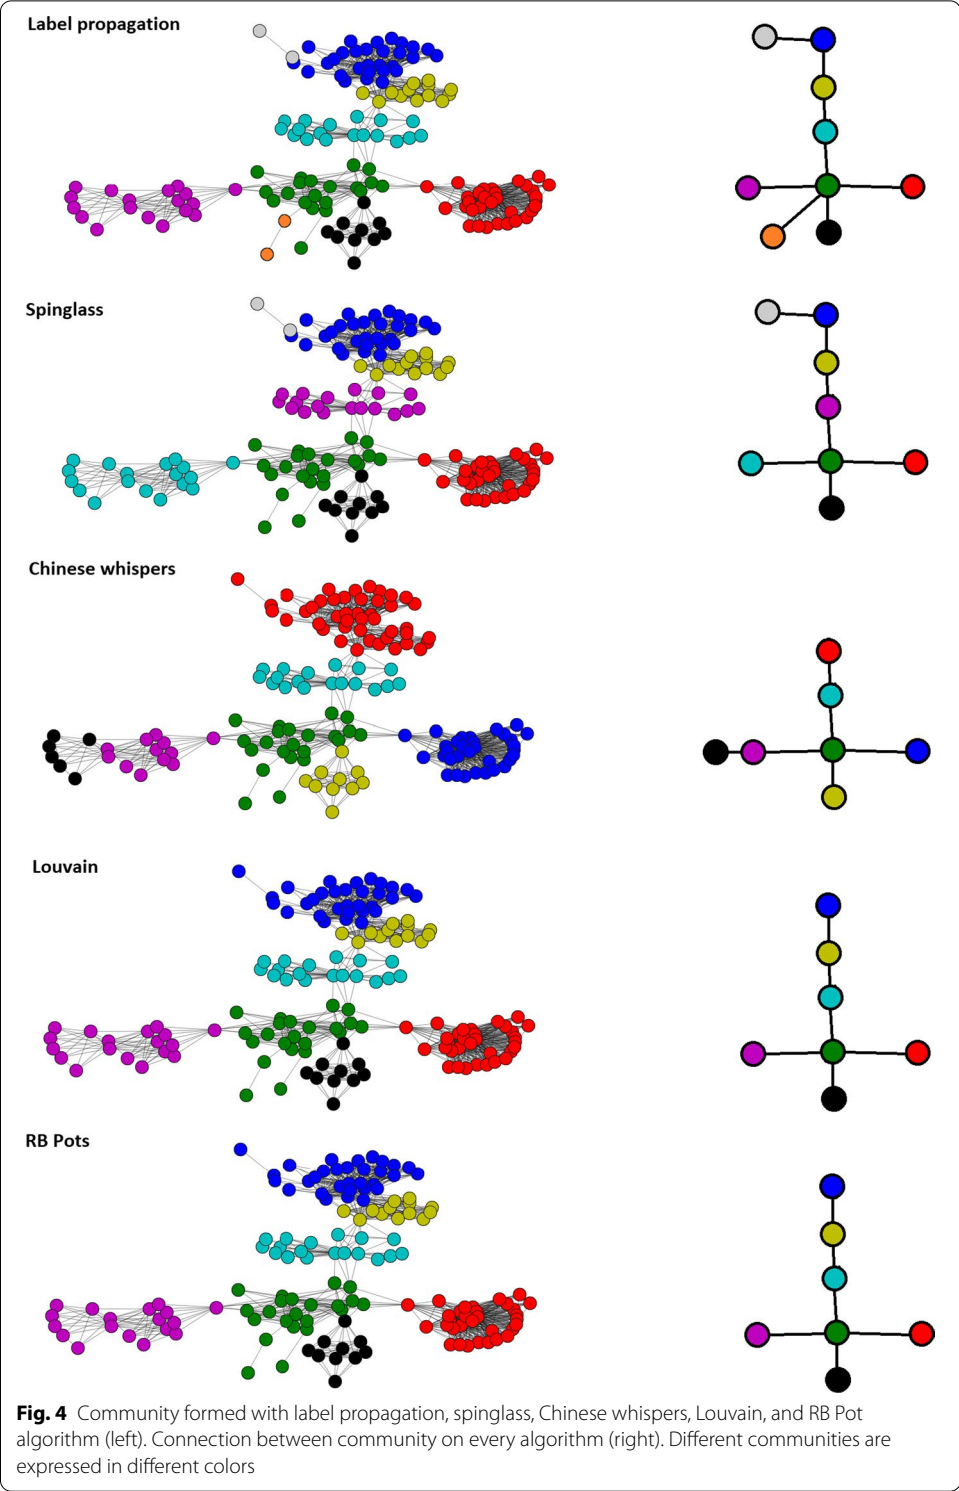 Label propagation
Spinglass
Chinese whispers
Louvain
RB Pots
Fig. 4 Community formed with label propagation, spinglass, Chinese whispers, Louvain, and RB Pot
algorithm (left). Connection between community on every algorithm (right). Different communities are
expressed in different colors